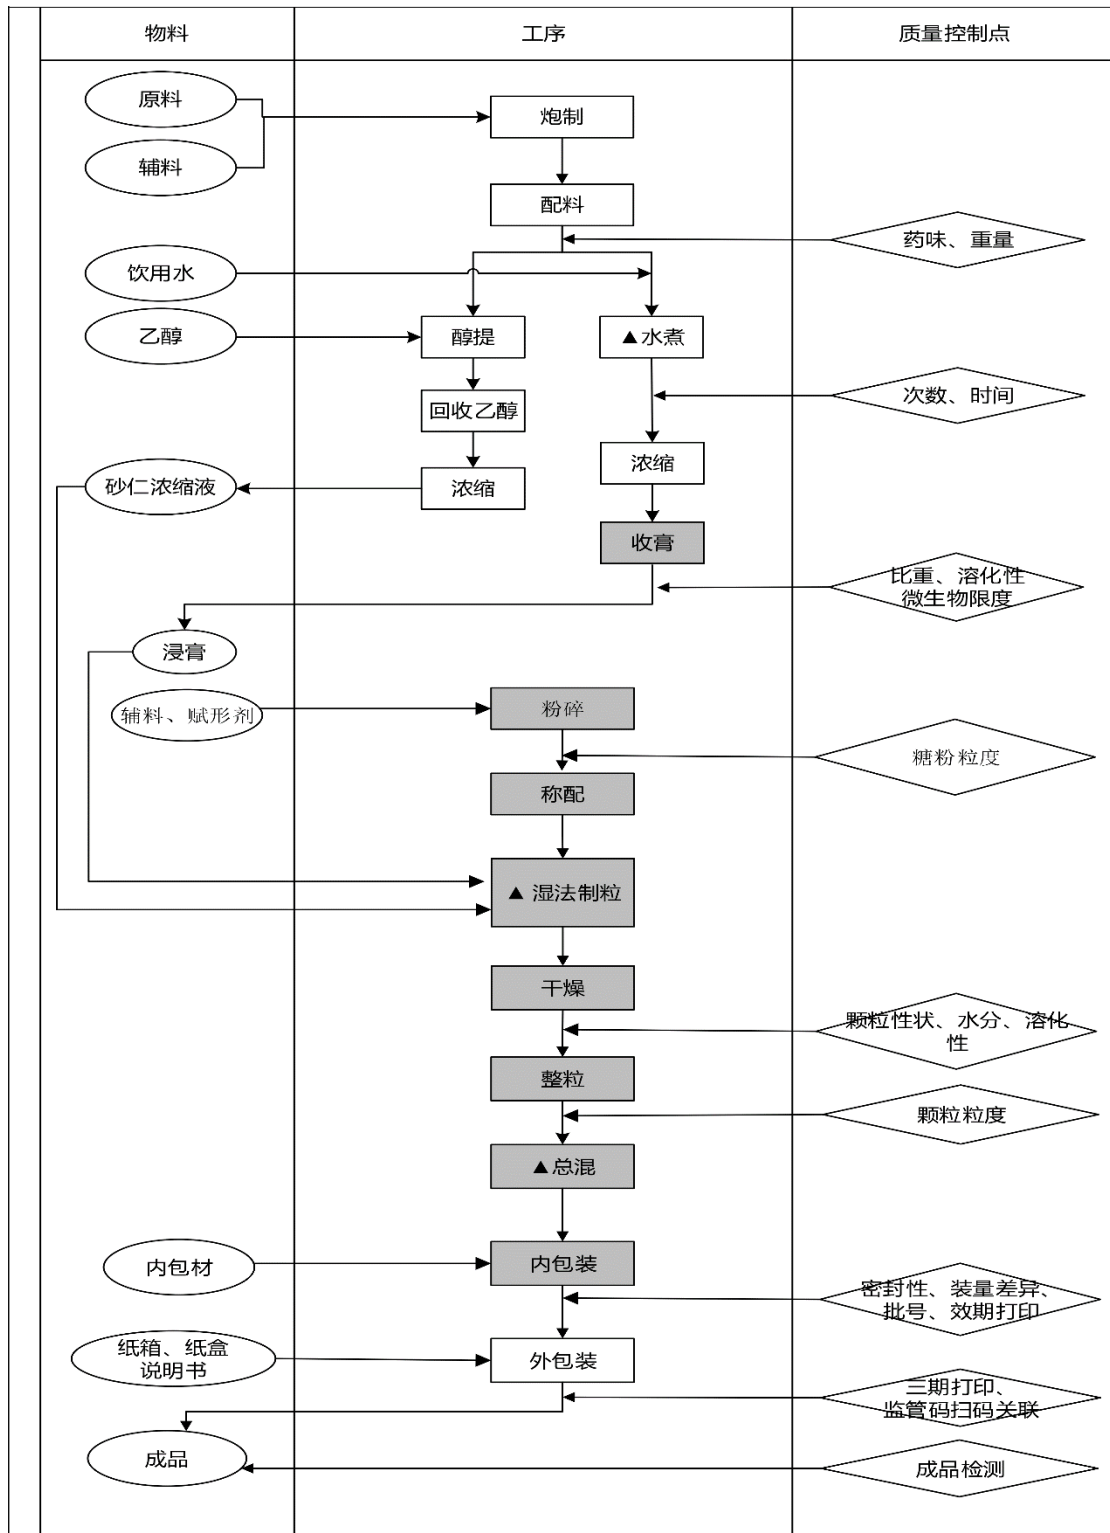 物料
工序
质量控制点
原料
炮制
辅料
配料
药味、重量
饮用水
乙醇
醇提
▲水煮
次数、时间
回收乙醇
浓缩
砂仁浓缩液
浓缩
收膏
比重、溶化性
微生物限度
浸膏
辅料、赋形剂
粉碎
糖粉粒度
称配
▲ 湿法制粒
干燥
颗粒性状、水分、溶化
性
整粒
颗粒粒度
▲总混
内包材
内包装
密封性、装量差异、
批号、效期打印
纸箱、纸盒
说明书
外包装
三期打印、
监管码扫码关联
成品
成品检测